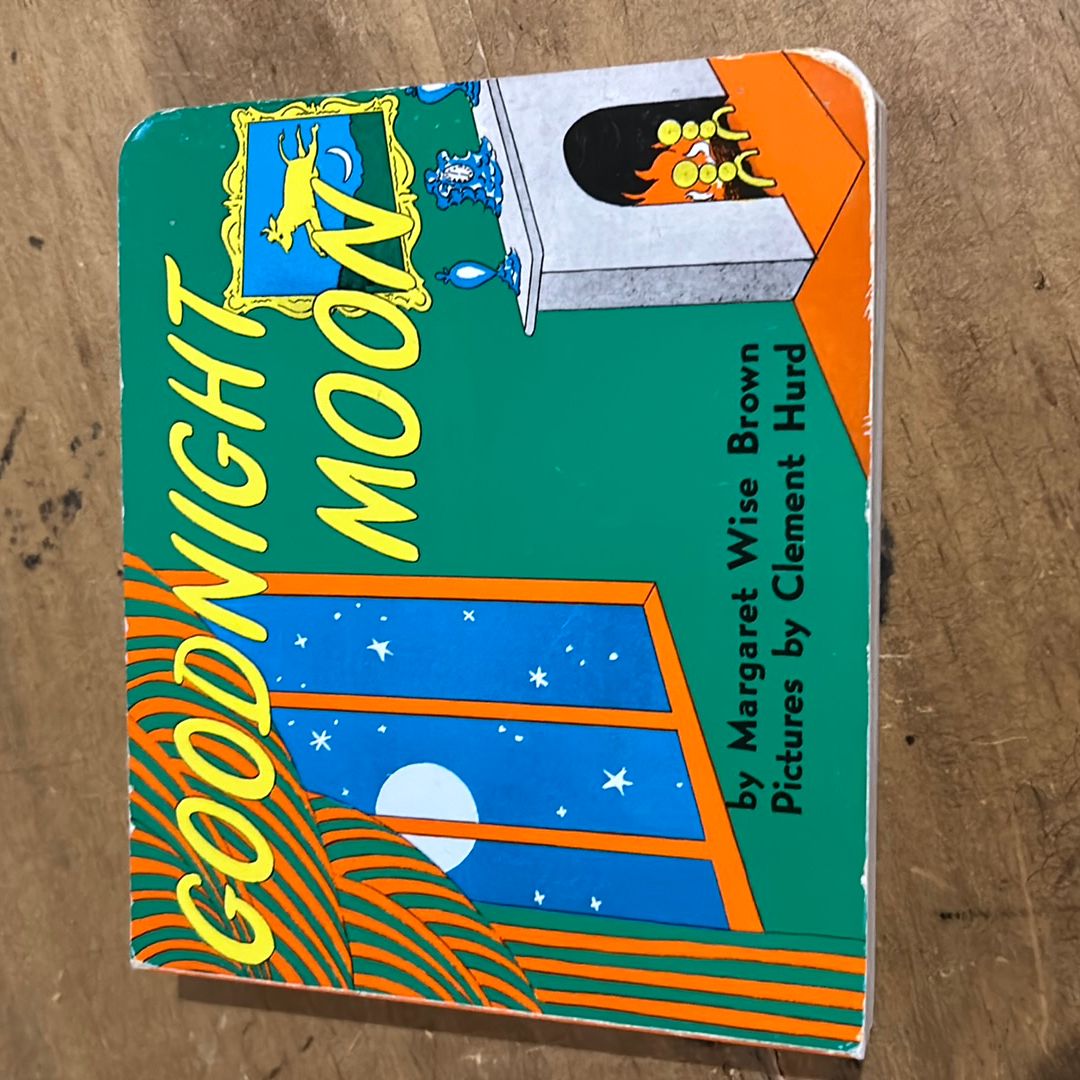 GOODNIGHT
MOON
by Margaret Wise Brown
Pictures by Clement Hurd